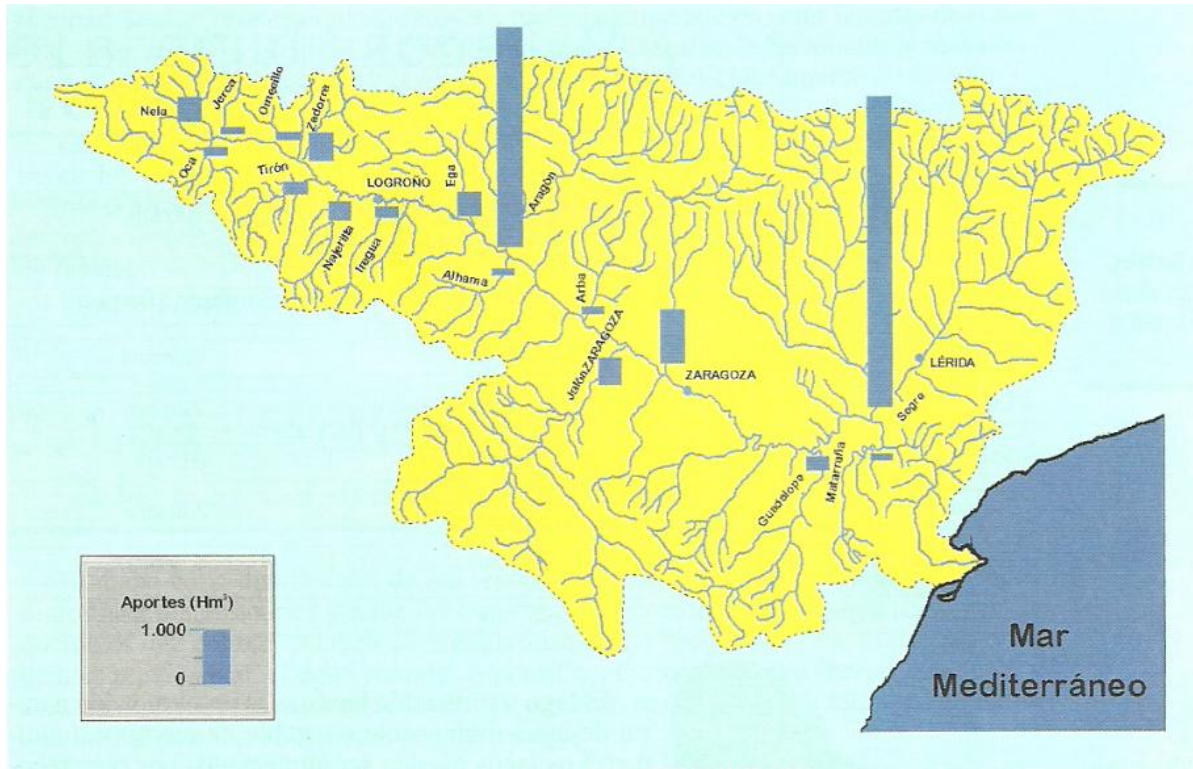 Nela
Jerea
Omecillo
Zadorra
Oca
Tirón
LOGROÑO
Ega
Aragón
Najerilla
Iregua
Alhama
Arba
JalónZARAGOZA
ZARAGOZA
LÉRIDA
Segre
Matarraña
Guadalope
Aportes (Hm³)
1.000
0
Mar
Mediterráneo